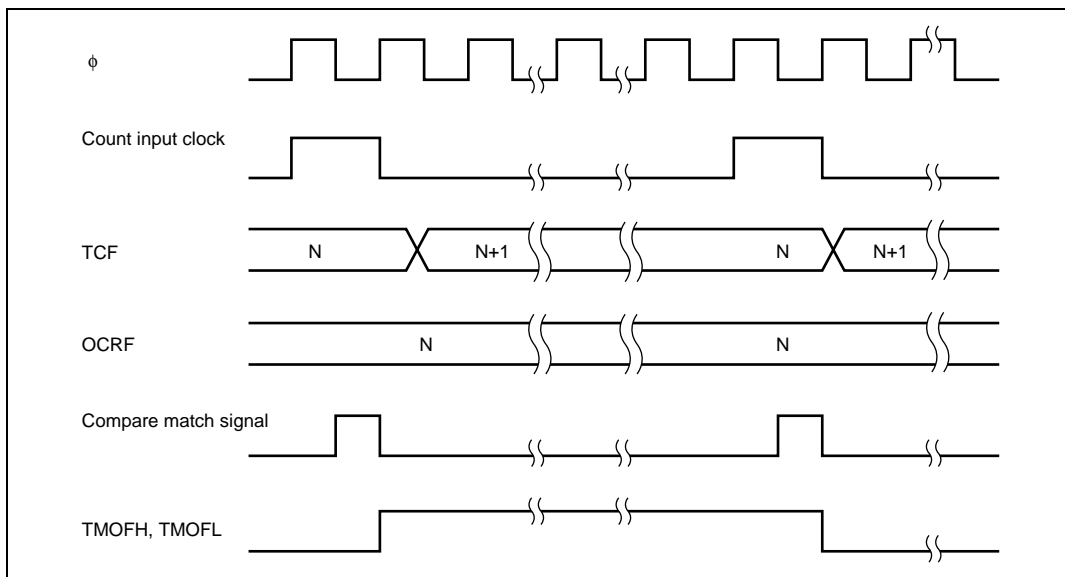 ϕ
Count input clock
TCF N N+1 N N+1
OCRF N N
Compare match signal
TMOFH, TMOFL